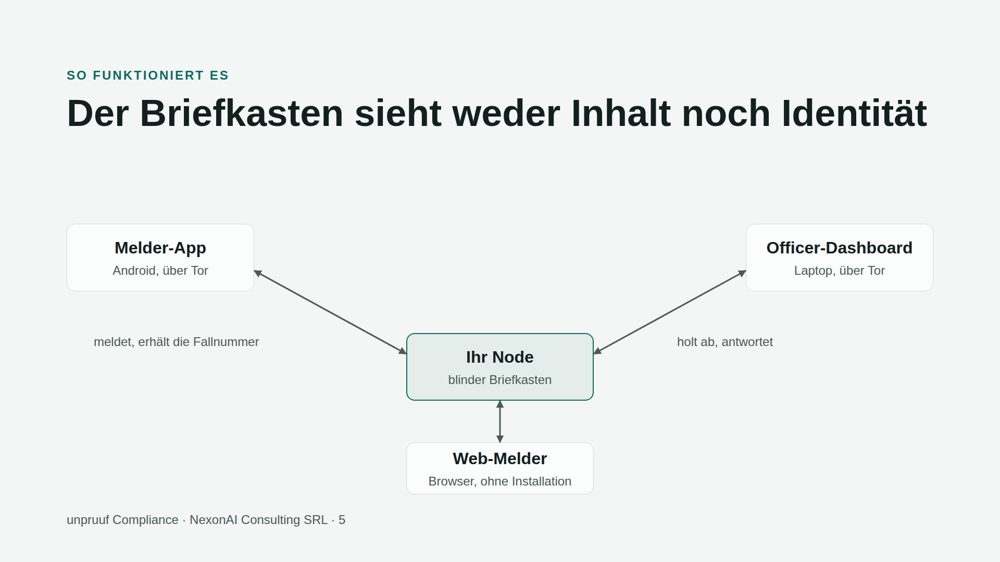 SO FUNKTIONIERT ES
Der Briefkasten sieht weder Inhalt noch Identität
Melder-App
Android, über Tor
Officer-Dashboard
Laptop, über Tor
meldet, erhält die Fallnummer
holt ab, antwortet
Ihr Node
blinder Briefkasten
Web-Melder
Browser, ohne Installation
unpruuf Compliance · NexonAI Consulting SRL · 5